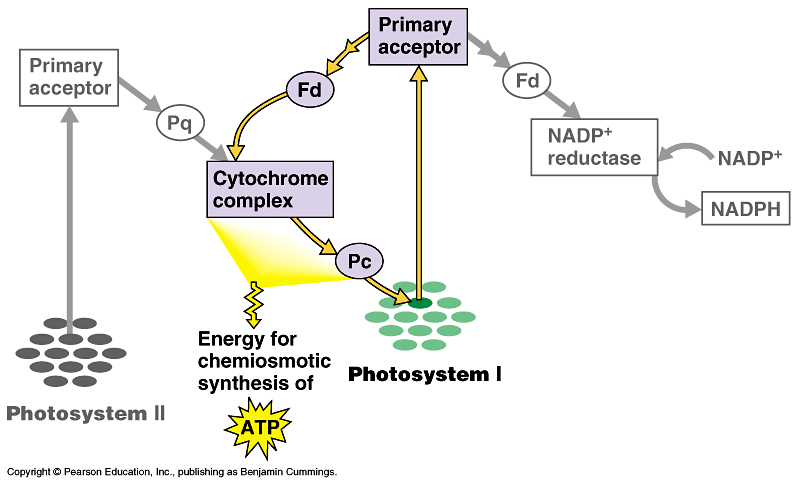 Primary
acceptor
Primary
acceptor
Fd
Fd
Pq
NADP+
reductase
NADP+
NADPH
Cytochrome
complex
Pc
Energy for
chemiosmotic
synthesis of
ATP
Photosystem I
Photosystem II
Copyright © Pearson Education, Inc., publishing as Benjamin Cummings.